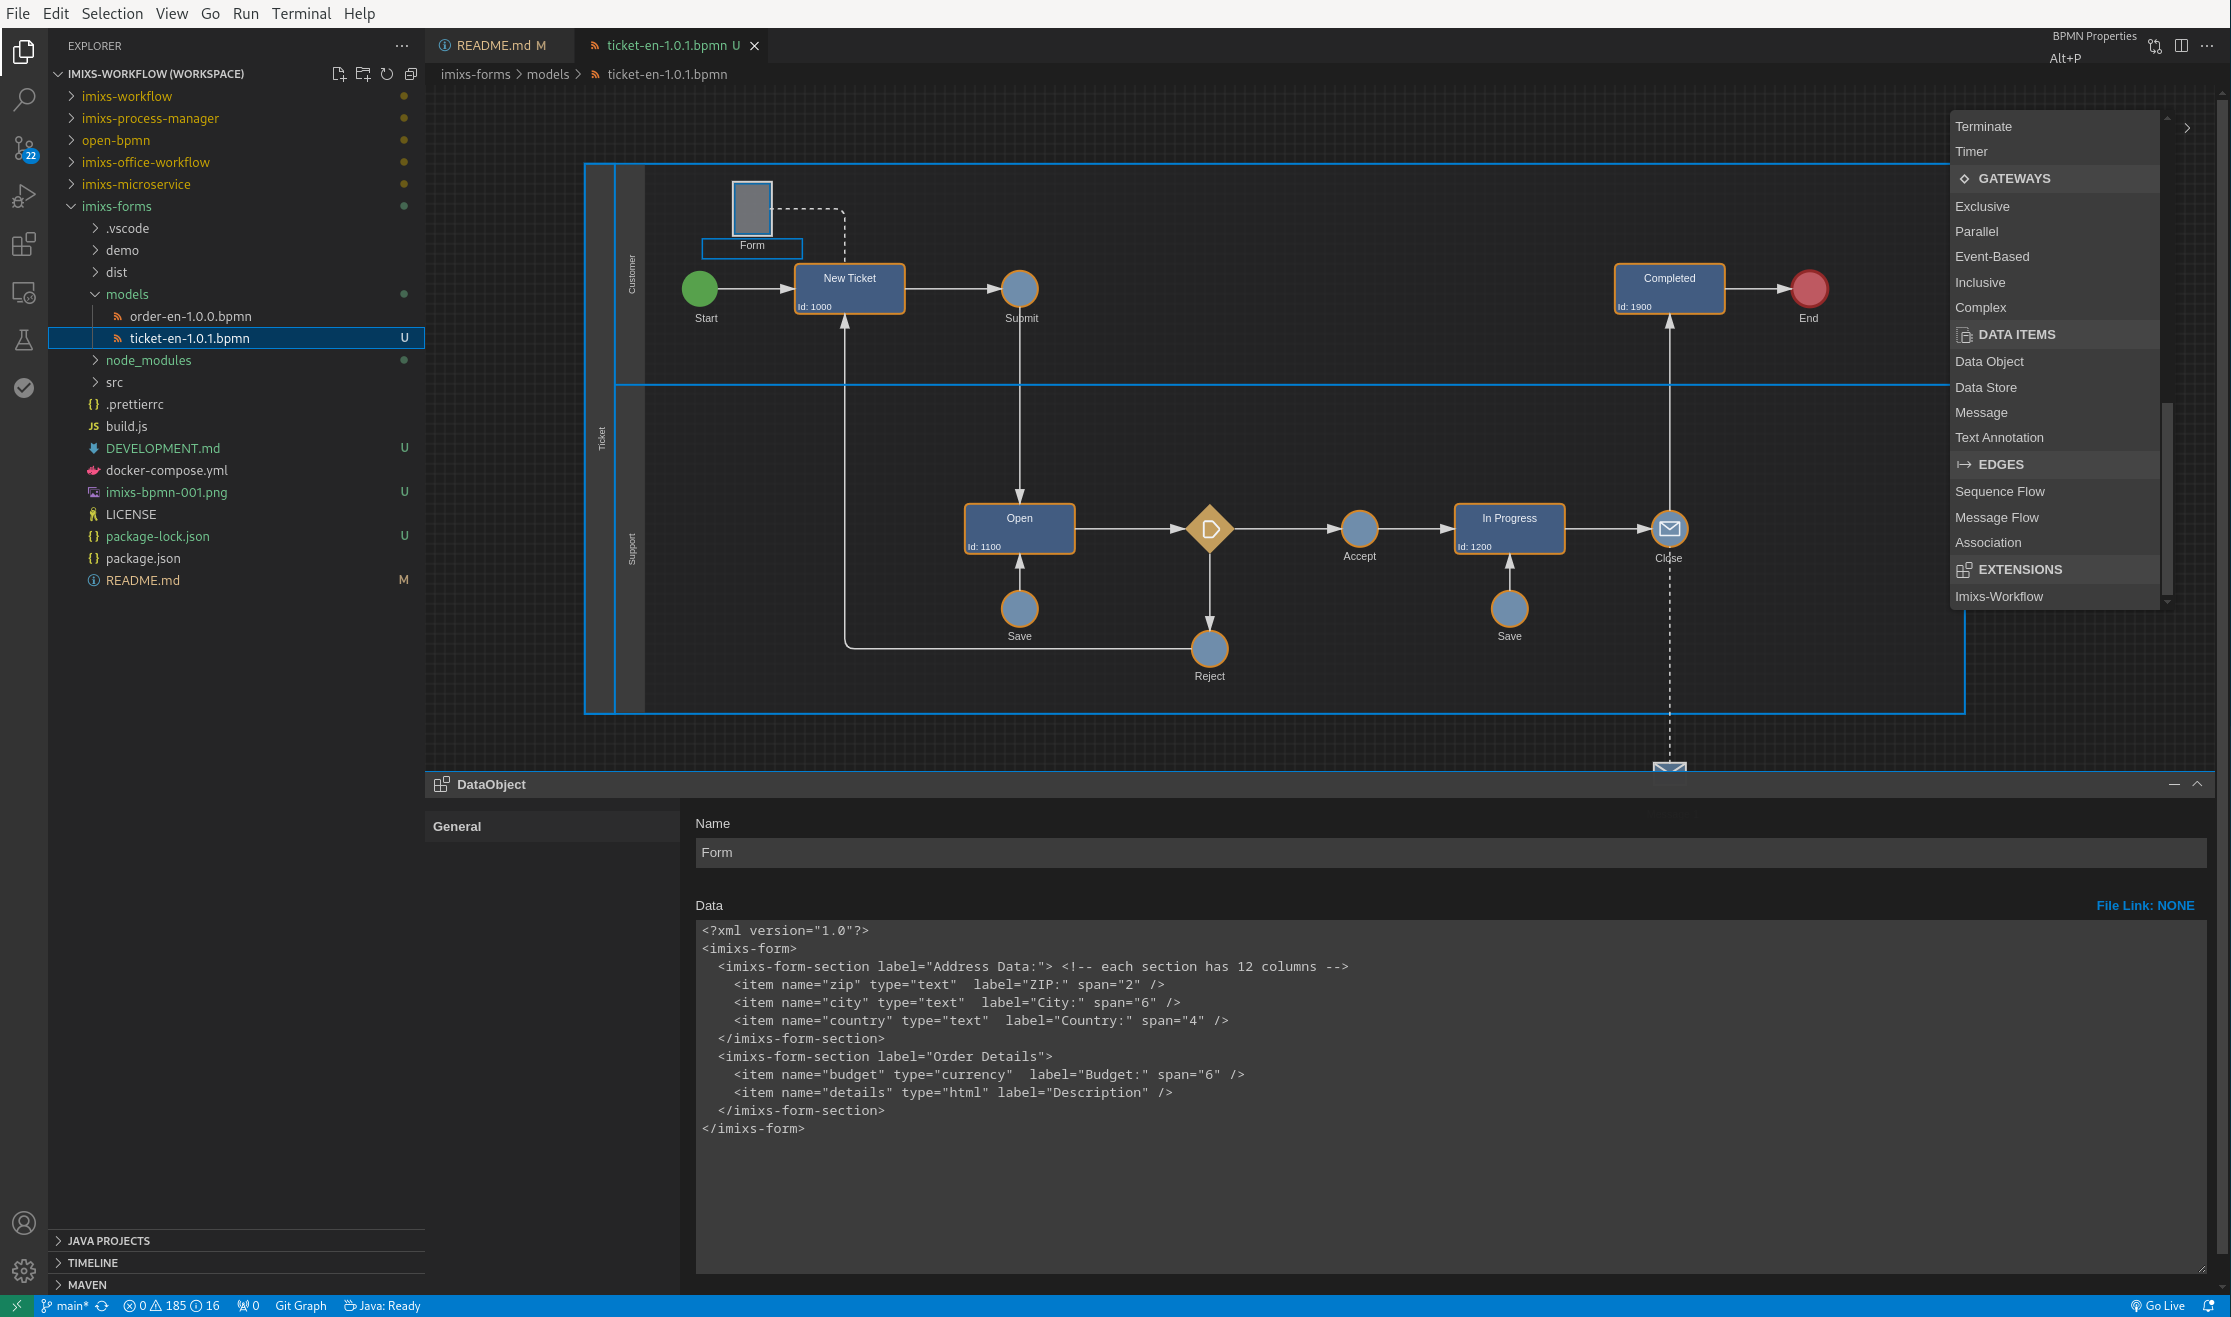 File Edit Selection View Go Run Terminal Help
EXPLORER
IMIXS-WORKFLOW (WORKSPACE)
imixs-workflow
imixs-process-manager
open-bpmn
imixs-office-workflow
imixs-microservice
imixs-forms
.vscode
demo
dist
models
order-en-1.0.0.bpmn
ticket-en-1.0.1.bpmn U
node_modules
src
{} .prettierrc
JS build.js
DEVELOPMENT.md U
docker-compose.yml
imixs-bpmn-001.png U
LICENSE
{} package-lock.json U
{} package.json
README.md M
JAVA PROJECTS
TIMELINE
MAVEN
22
README.md M
ticket-en-1.0.1.bpmn U
BPMN Properties
Alt+P
imixs-forms > models > ticket-en-1.0.1.bpmn
Ticket
Customer
Support
Form
Start
New Ticket
Id: 1000
Submit
Completed
Id: 1900
End
Open
Id: 1100
Save
Reject
Accept
In Progress
Id: 1200
Save
Close
Terminate
Timer
GATEWAYS
Exclusive
Parallel
Event-Based
Inclusive
Complex
DATA ITEMS
Data Object
Data Store
Message
Text Annotation
EDGES
Sequence Flow
Message Flow
Association
EXTENSIONS
Imixs-Workflow
DataObject
General
Name
Form
Data
File Link: NONE
<?xml version="1.0"?>
<imixs-form>
  <imixs-form-section label="Address Data:"> <!-- each section has 12 columns -->
    <item name="zip" type="text"  label="ZIP:" span="2" />
    <item name="city" type="text"  label="City:" span="6" />
    <item name="country" type="text"  label="Country:" span="4" />
  </imixs-form-section>
  <imixs-form-section label="Order Details">
    <item name="budget" type="currency"  label="Budget:" span="6" />
    <item name="details" type="html" label="Description" />
  </imixs-form-section>
</imixs-form>
main* 0 185 16 0 Git Graph Java: Ready Go Live